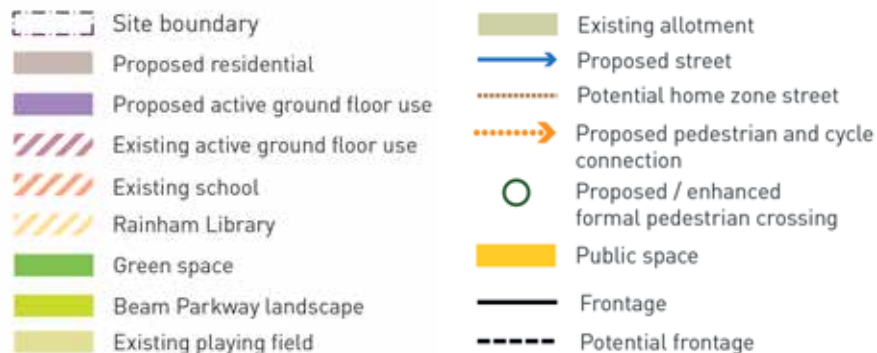 Site boundary
Proposed residential
Proposed active ground floor use
Existing active ground floor use
Existing school
Rainham Library
Green space
Beam Parkway landscape
Existing playing field
Existing allotment
Proposed street
Potential home zone street
Proposed pedestrian and cycle
connection
Proposed / enhanced
formal pedestrian crossing
Public space
Frontage
Potential frontage